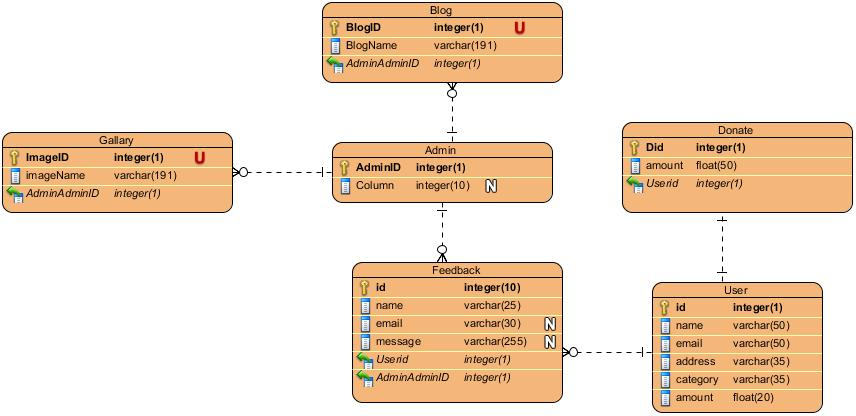 Blog
BlogID integer(1) U
BlogName varchar(191)
AdminAdminID integer(1)
Gallary
ImageID integer(1) U
imageName varchar(191)
AdminAdminID integer(1)
Admin
AdminID integer(1)
Column integer(10) N
Donate
Did integer(1)
amount float(50)
Userid integer(1)
Feedback
id integer(10)
name varchar(25)
email varchar(30) N
message varchar(255) N
Userid integer(1)
AdminAdminID integer(1)
User
id integer(1)
name varchar(50)
email varchar(50)
address varchar(35)
category varchar(35)
amount float(20)